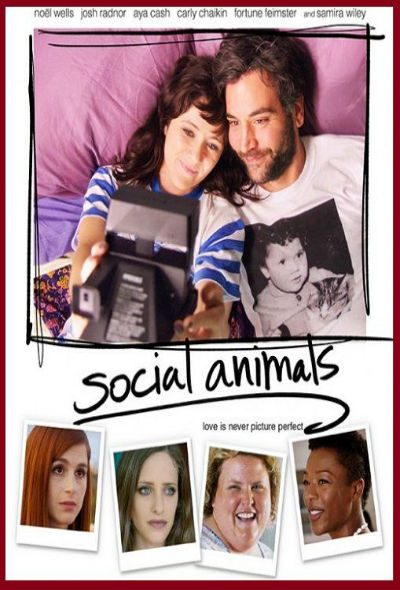 noël wells josh radnor aya cash carly chaikin fortune feimster and samira wiley
social animals
love is never picture perfect